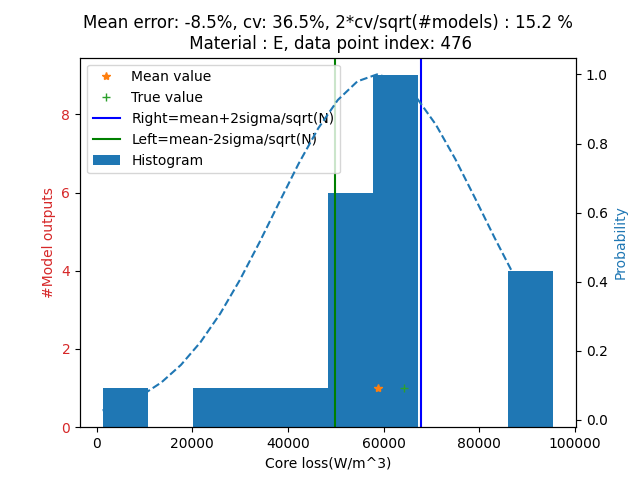 Mean error: -8.5%, cv: 36.5%, 2*cv/sqrt(#models) : 15.2 %
Material : E, data point index: 476
Mean value
True value
Right=mean+2sigma/sqrt(N)
Left=mean-2sigma/sqrt(N)
Histogram
#Model outputs
8
6
4
2
0
Probability
1.0
0.8
0.6
0.4
0.2
0.0
0 20000 40000 60000 80000 100000
Core loss(W/m^3)